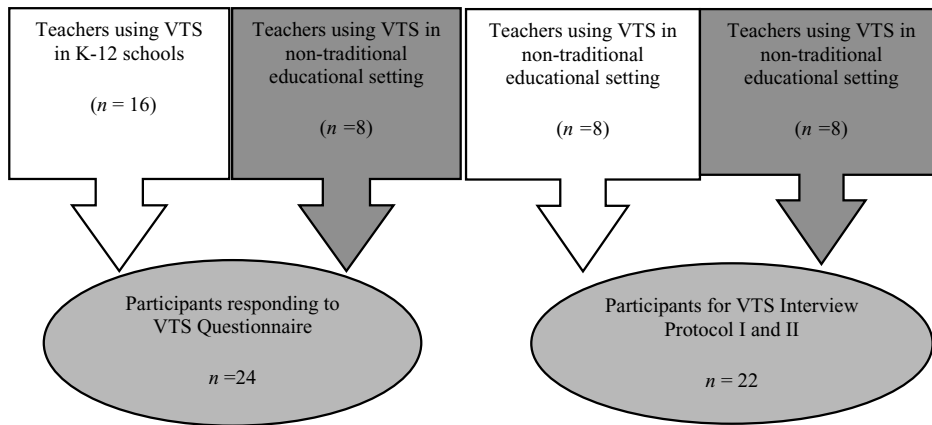 Teachers using VTS
in K-12 schools
(n = 16)
Teachers using VTS in
non-traditional
educational setting
(n =8)
Teachers using VTS in
non-traditional
educational setting
(n =8)
Teachers using VTS in
non-traditional
educational setting
(n =8)
Participants responding to
VTS Questionnaire
n =24
Participants for VTS Interview
Protocol I and II
n = 22